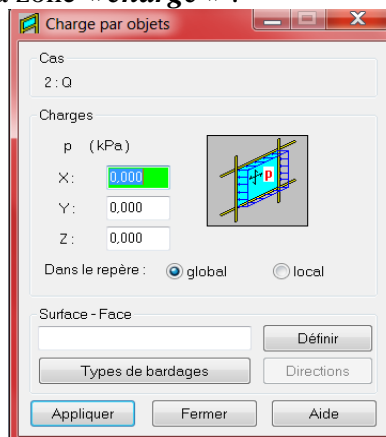 a zone «charge » :
Charge par objets
Cas
2 : Q
Charges
p (kPa)
X: 0,000
Y: 0,000
Z: 0,000
p
Dans le repère : global local
Surface - Face
Définir
Types de bardages Directions
Appliquer Fermer Aide